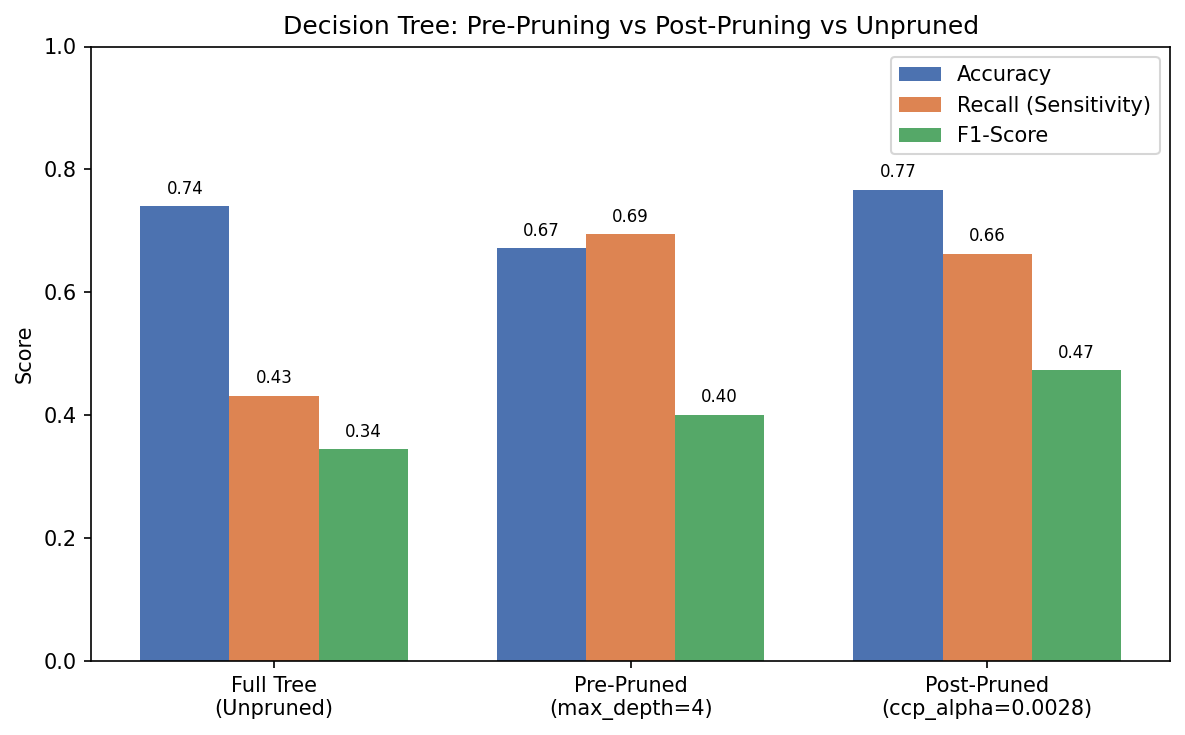 Decision Tree: Pre-Pruning vs Post-Pruning vs Unpruned
1.0
0.8
0.6
0.4
0.2
0.0
Score
Accuracy
Recall (Sensitivity)
F1-Score
0.74
0.43
0.34
0.67
0.69
0.40
0.77
0.66
0.47
Full Tree
(Unpruned)
Pre-Pruned
(max_depth=4)
Post-Pruned
(ccp_alpha=0.0028)